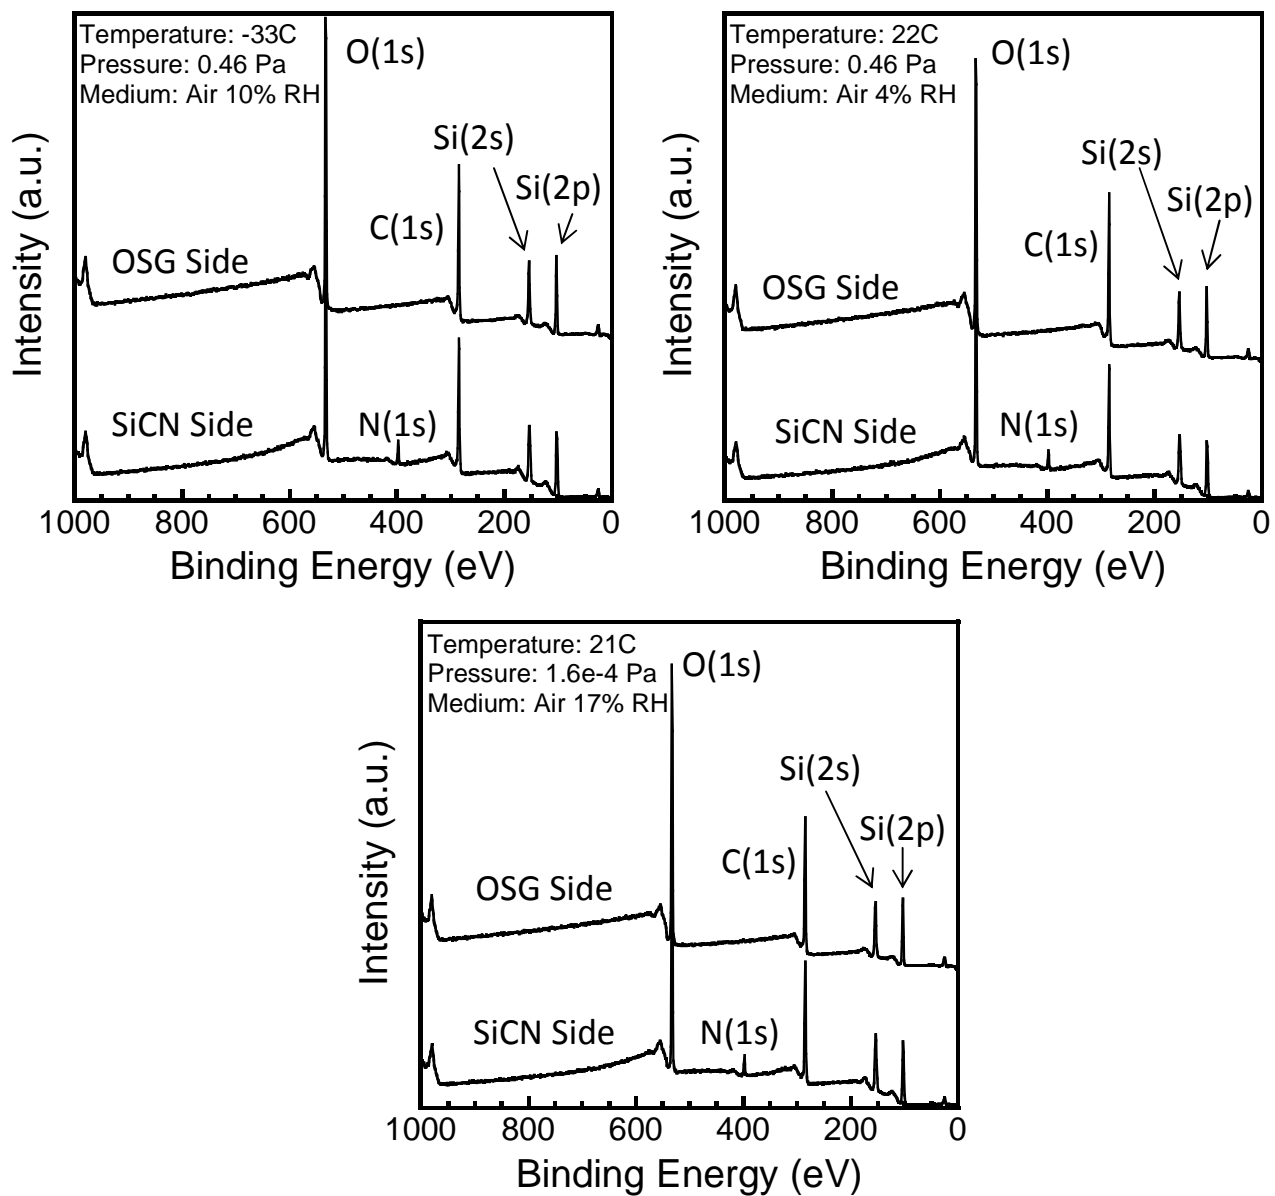 Temperature: -33C
Pressure: 0.46 Pa
Medium: Air 10% RH
O(1s)
Si(2s)
Si(2p)
C(1s)
OSG Side
SiCN Side
N(1s)
Intensity (a.u.)
1000 800 600 400 200 0
Binding Energy (eV)
Temperature: 22C
Pressure: 0.46 Pa
Medium: Air 4% RH
O(1s)
Si(2s)
Si(2p)
C(1s)
OSG Side
SiCN Side
N(1s)
Intensity (a.u.)
1000 800 600 400 200 0
Binding Energy (eV)
Temperature: 21C
Pressure: 1.6e-4 Pa
Medium: Air 17% RH
O(1s)
Si(2s)
Si(2p)
C(1s)
OSG Side
SiCN Side
N(1s)
Intensity (a.u.)
1000 800 600 400 200 0
Binding Energy (eV)